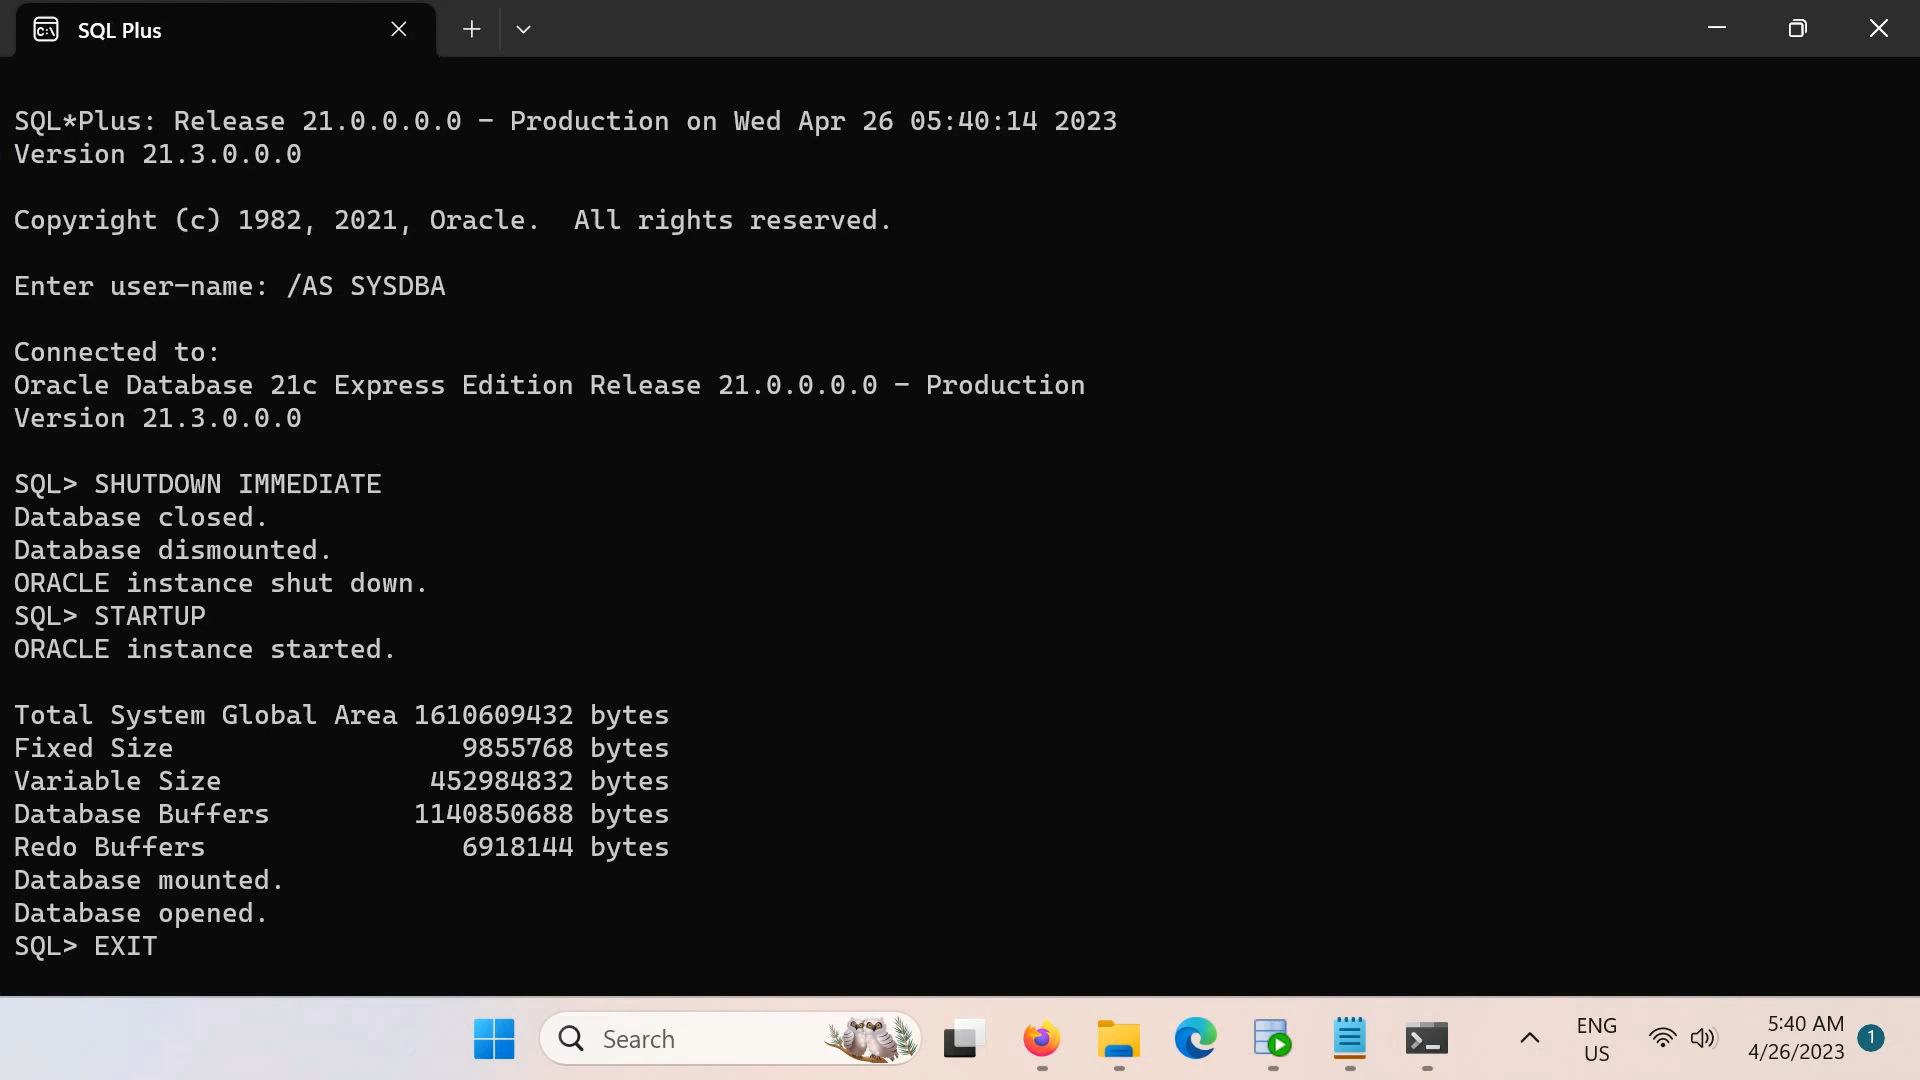 SQL Plus
SQL*Plus: Release 21.0.0.0.0 - Production on Wed Apr 26 05:40:14 2023
Version 21.3.0.0.0
Copyright (c) 1982, 2021, Oracle.  All rights reserved.
Enter user-name: /AS SYSDBA
Connected to:
Oracle Database 21c Express Edition Release 21.0.0.0.0 - Production
Version 21.3.0.0.0
SQL> SHUTDOWN IMMEDIATE
Database closed.
Database dismounted.
ORACLE instance shut down.
SQL> STARTUP
ORACLE instance started.
Total System Global Area 1610609432 bytes
Fixed Size                  9855768 bytes
Variable Size             452984832 bytes
Database Buffers         1140850688 bytes
Redo Buffers                6918144 bytes
Database mounted.
Database opened.
SQL> EXIT
Search
ENG
US
5:40 AM
4/26/2023
1